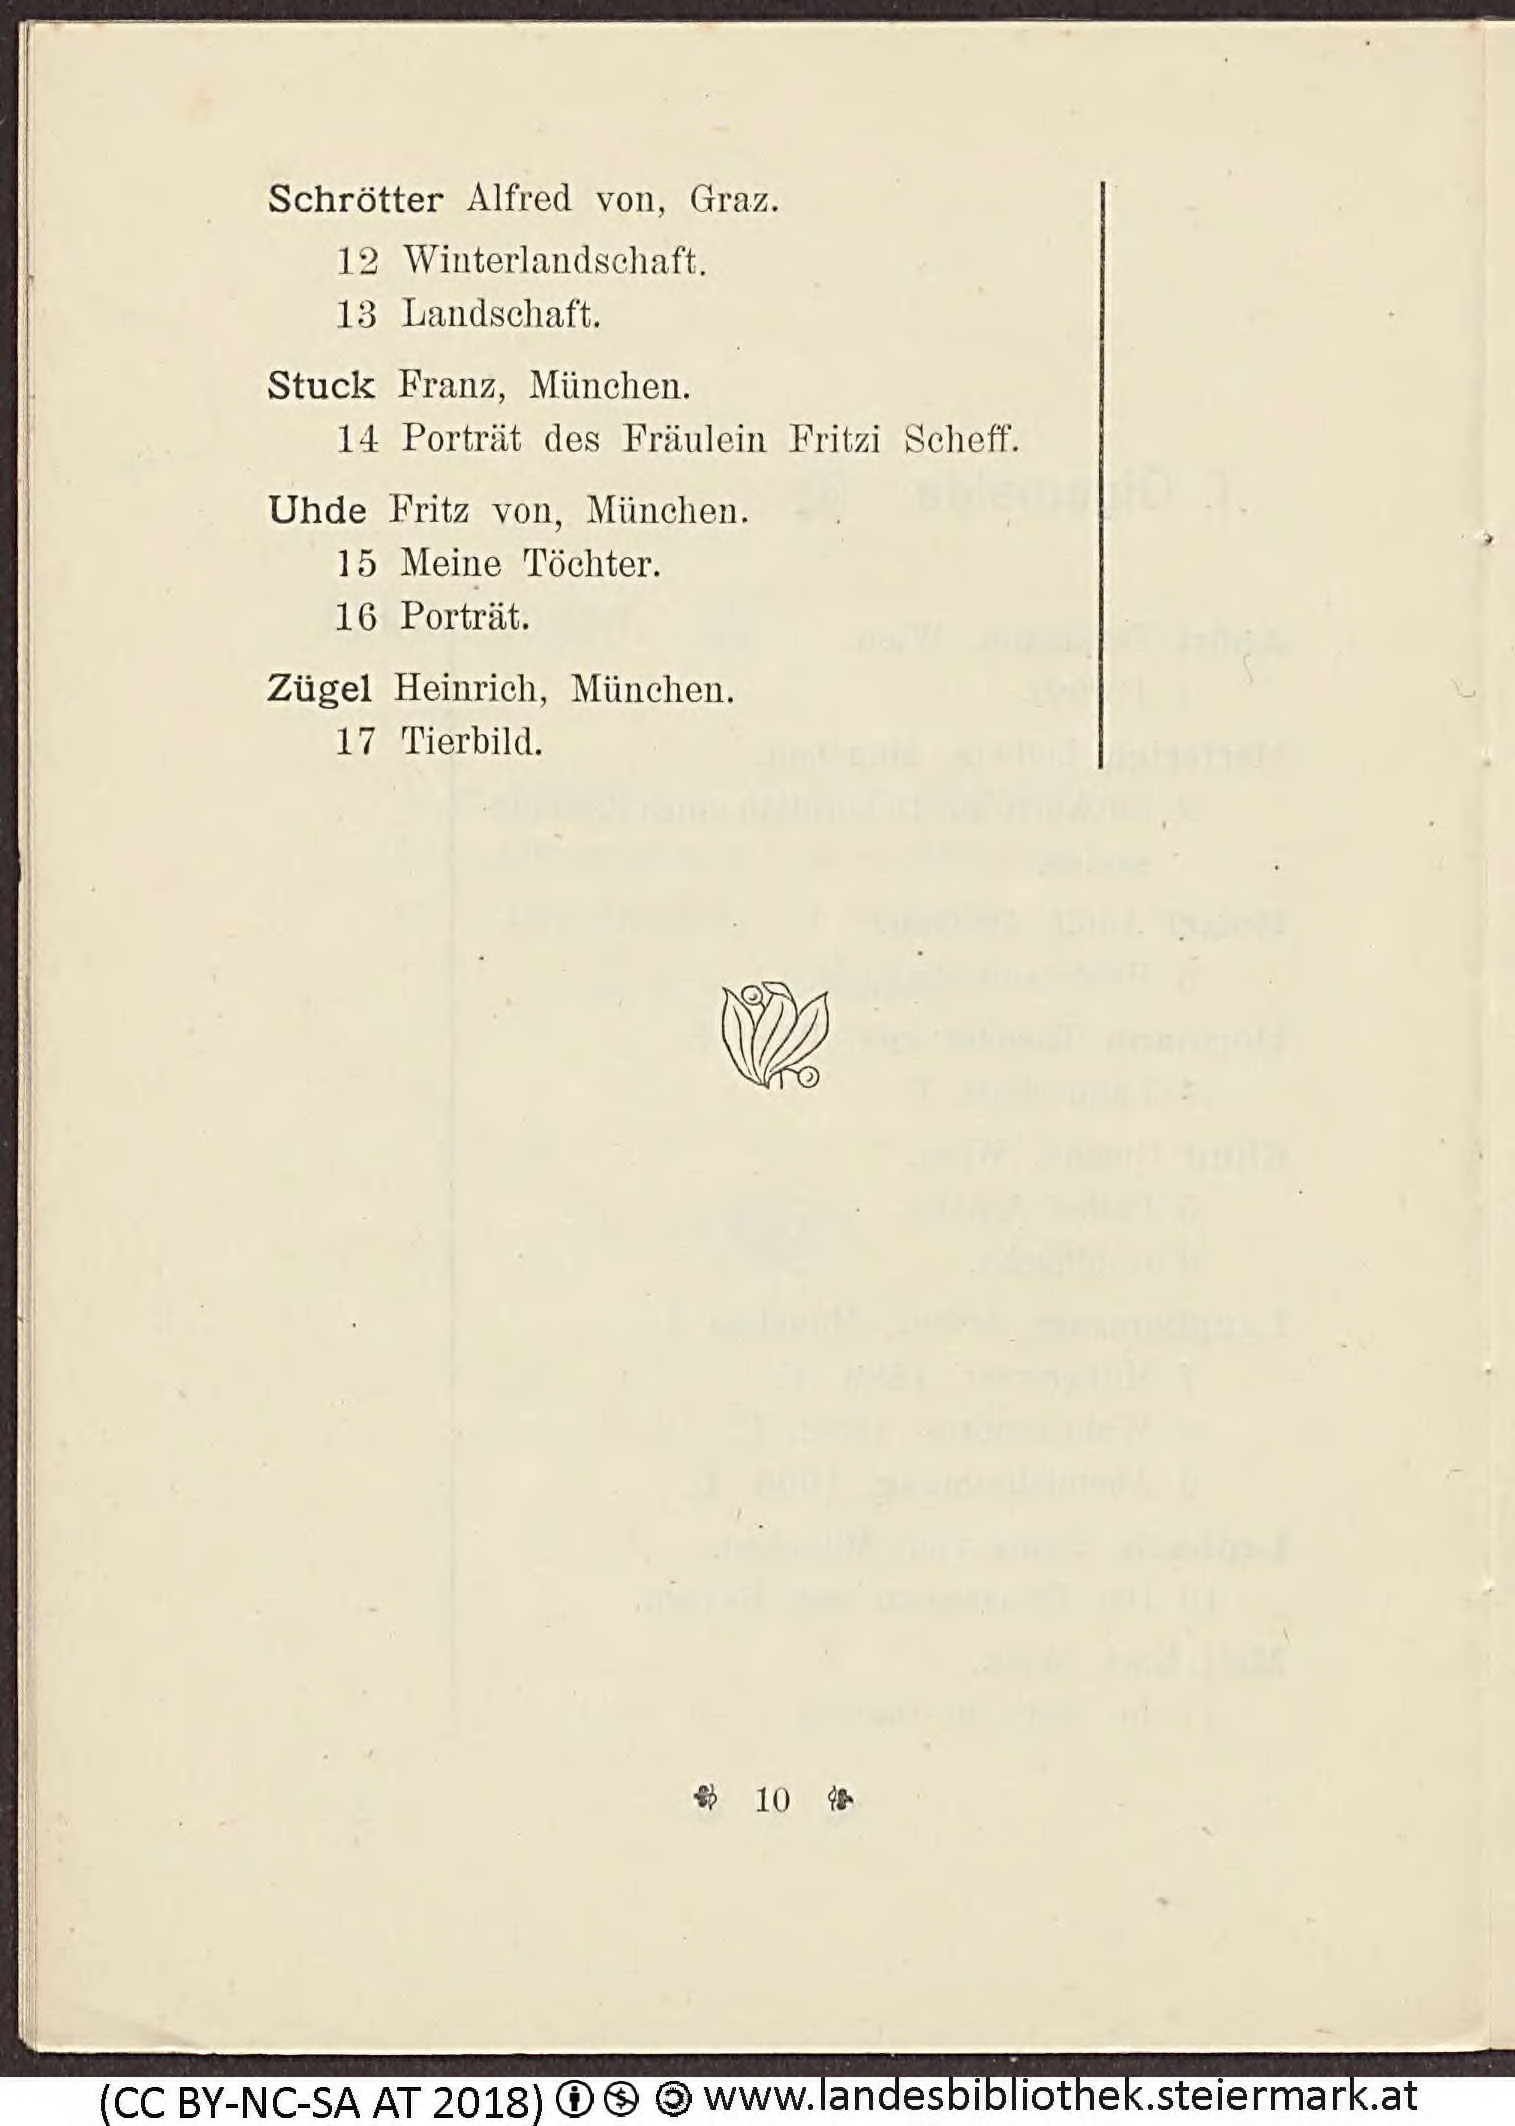 Schrötter Alfred von, Graz.
12 Winterlandschaft.
13 Landschaft.
Stuck Franz, München.
14 Porträt des Fräulein Fritzi Scheff.
Uhde Fritz von, München.
15 Meine Töchter.
16 Porträt.
Zügel Heinrich, München.
17 Tierbild.
10
(CC BY-NC-SA AT 2018) www.landesbibliothek.steiermark.at